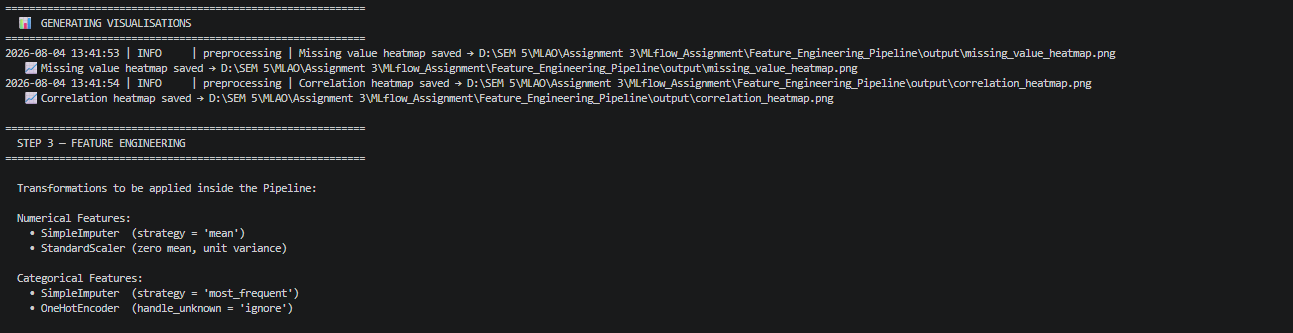 ============================================================
📊 GENERATING VISUALISATIONS
============================================================
2026-08-04 13:41:53 | INFO     | preprocessing | Missing value heatmap saved → D:\SEM 5\MLAO\Assignment 3\MLflow_Assignment\Feature_Engineering_Pipeline\output\missing_value_heatmap.png
📈 Missing value heatmap saved → D:\SEM 5\MLAO\Assignment 3\MLflow_Assignment\Feature_Engineering_Pipeline\output\missing_value_heatmap.png
2026-08-04 13:41:54 | INFO     | preprocessing | Correlation heatmap saved → D:\SEM 5\MLAO\Assignment 3\MLflow_Assignment\Feature_Engineering_Pipeline\output\correlation_heatmap.png
📈 Correlation heatmap saved → D:\SEM 5\MLAO\Assignment 3\MLflow_Assignment\Feature_Engineering_Pipeline\output\correlation_heatmap.png
============================================================
STEP 3 — FEATURE ENGINEERING
============================================================
Transformations to be applied inside the Pipeline:
Numerical Features:
• SimpleImputer  (strategy = 'mean')
• StandardScaler (zero mean, unit variance)
Categorical Features:
• SimpleImputer  (strategy = 'most_frequent')
• OneHotEncoder  (handle_unknown = 'ignore')